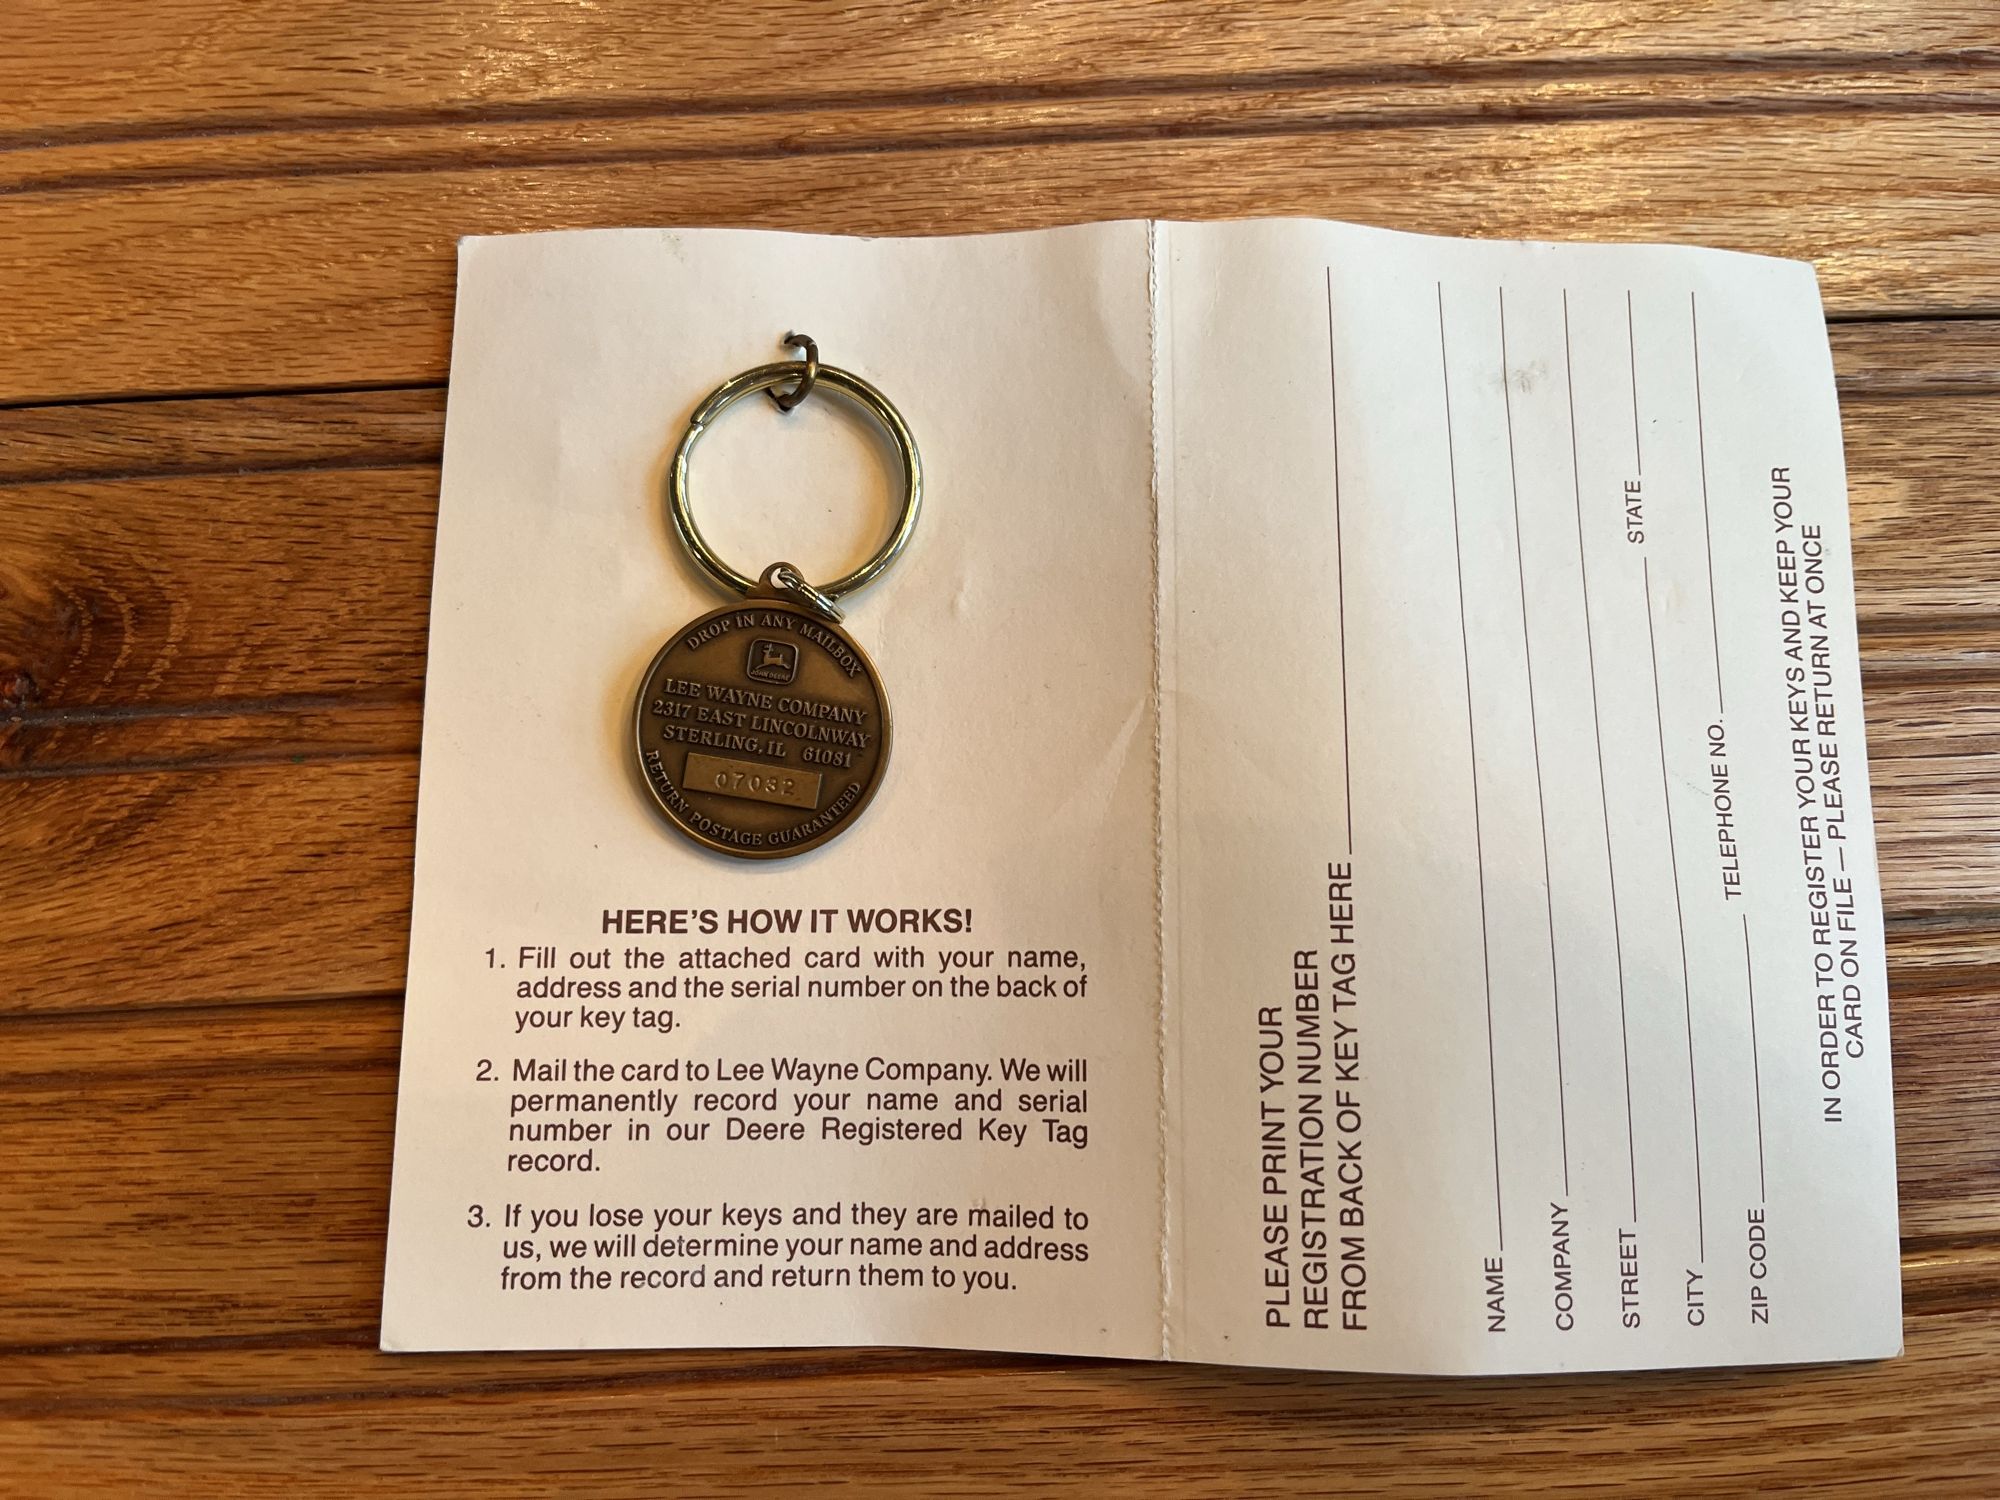 DROP IN ANY MAILBOX
JOHN DEERE
LEE WAYNE COMPANY
2317 EAST LINCOLNWAY
STERLING, IL 61081
07032
RETURN POSTAGE GUARANTEED
HERE'S HOW IT WORKS!
1. Fill out the attached card with your name,
address and the serial number on the back of
your key tag.
2. Mail the card to Lee Wayne Company. We will
permanently record your name and serial
number in our Deere Registered Key Tag
record.
3. If you lose your keys and they are mailed to
us, we will determine your name and address
from the record and return them to you.
PLEASE PRINT YOUR
REGISTRATION NUMBER
FROM BACK OF KEY TAG HERE
NAME
COMPANY
STREET
CITY STATE
ZIP CODE TELEPHONE NO.
IN ORDER TO REGISTER YOUR KEYS AND KEEP YOUR
CARD ON FILE — PLEASE RETURN AT ONCE